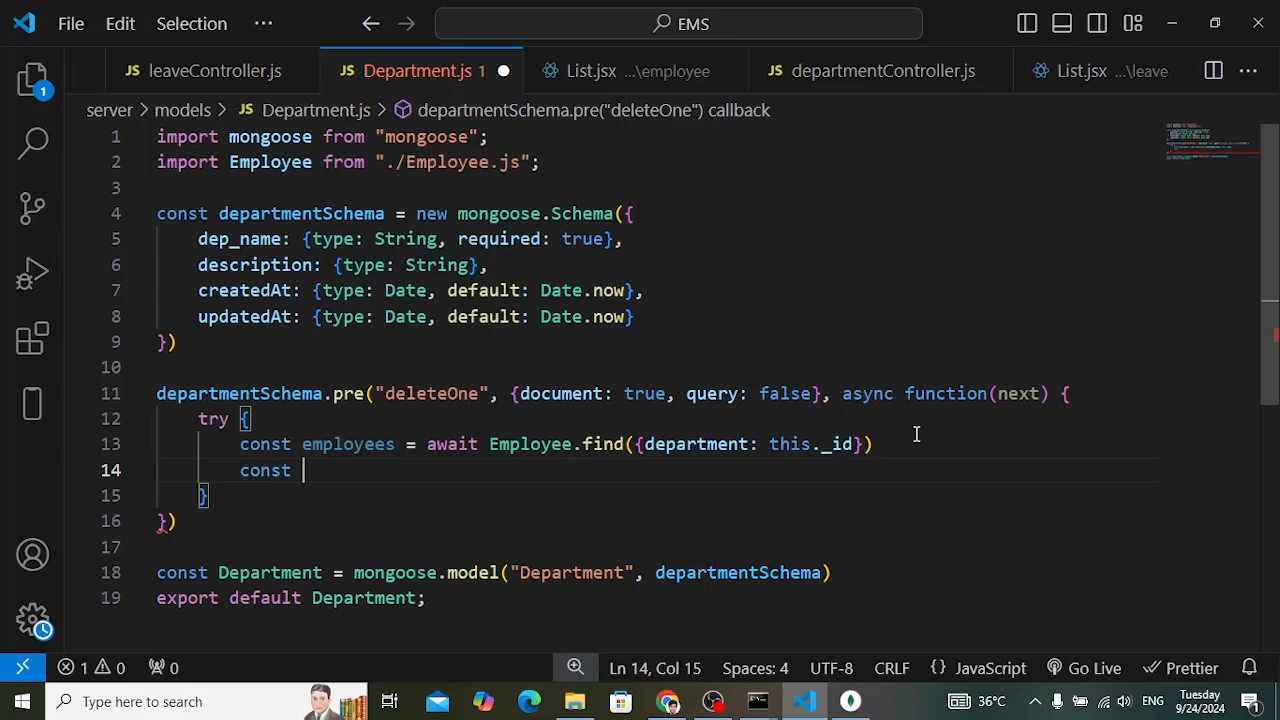 File Edit Selection ··· EMS
leaveController.js Department.js 1 List.jsx ...\employee departmentController.js List.jsx ...\leave
server > models > Department.js > departmentSchema.pre("deleteOne") callback
1 import mongoose from "mongoose";
2 import Employee from "./Employee.js";
3
4 const departmentSchema = new mongoose.Schema({
5 dep_name: {type: String, required: true},
6 description: {type: String},
7 createdAt: {type: Date, default: Date.now},
8 updatedAt: {type: Date, default: Date.now}
9 })
10
11 departmentSchema.pre("deleteOne", {document: true, query: false}, async function(next) {
12 try {
13 const employees = await Employee.find({department: this._id})
14 const
15 }
16 })
17
18 const Department = mongoose.model("Department", departmentSchema)
19 export default Department;
1 0 0 Ln 14, Col 15 Spaces: 4 UTF-8 CRLF {} JavaScript Go Live Prettier
Type here to search 36°C ENG Tuesday
9/24/2024 1